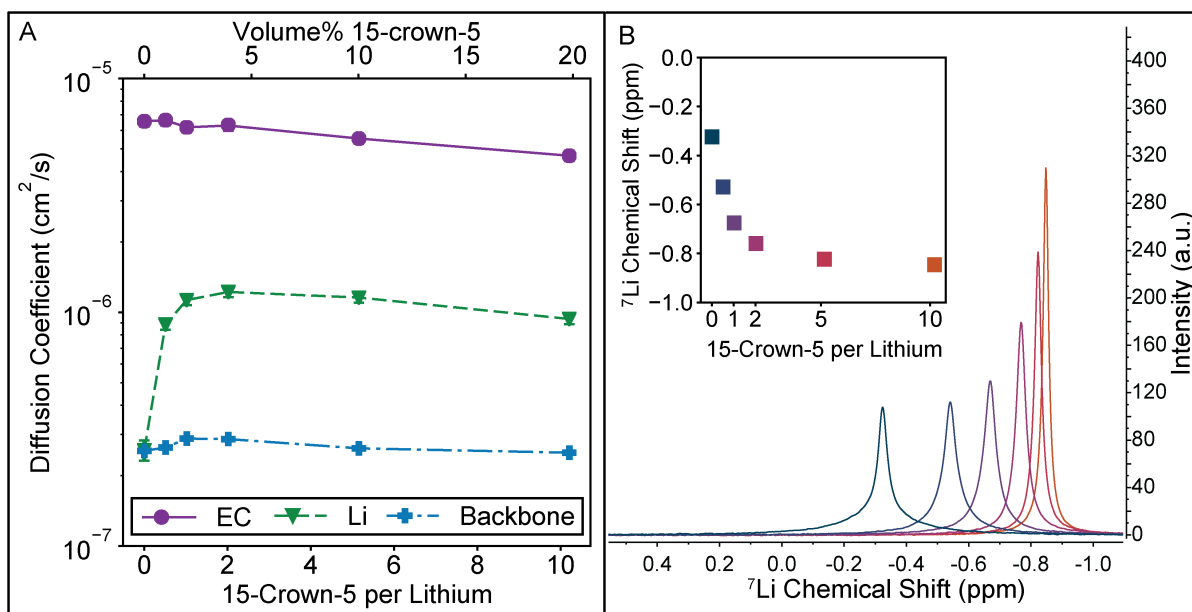 A
Volume% 15-crown-5
0 5 10 15 20
10⁻⁵
10⁻⁶
10⁻⁷
Diffusion Coefficient (cm²/s)
EC Li Backbone
0 2 4 6 8 10
15-Crown-5 per Lithium
B
0.0
−0.2
−0.4
−0.6
−0.8
−1.0
⁷Li Chemical Shift (ppm)
0 1 2 5 10
15-Crown-5 per Lithium
400
360
320
280
240
200
160
120
80
40
0
Intensity (a.u.)
0.4 0.2 0.0 -0.2 -0.4 -0.6 -0.8 -1.0
⁷Li Chemical Shift (ppm)